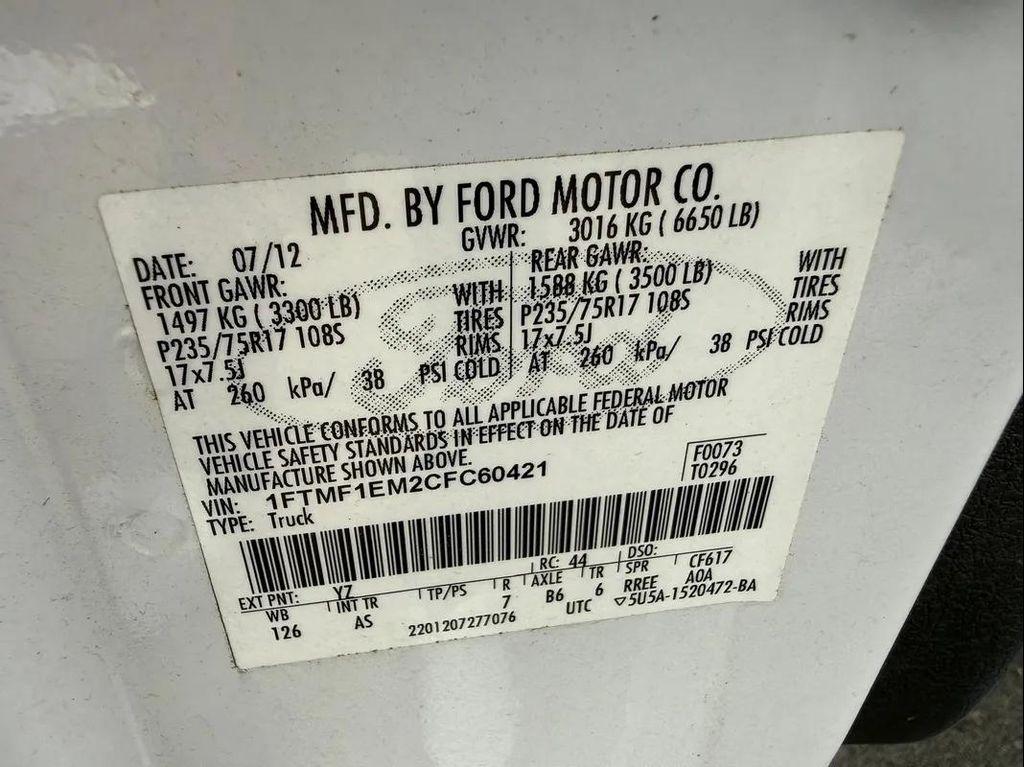 MFD. BY FORD MOTOR CO.
DATE: 07/12 GVWR: 3016 KG ( 6650 LB)
FRONT GAWR: REAR GAWR:
1497 KG ( 3300 LB) WITH 1588 KG ( 3500 LB) WITH
P235/75R17 108S TIRES P235/75R17 108S TIRES
17x7.5J RIMS 17x7.5J RIMS
AT 260 kPa/ 38 PSI COLD AT 260 kPa/ 38 PSI COLD
THIS VEHICLE CONFORMS TO ALL APPLICABLE FEDERAL MOTOR
VEHICLE SAFETY STANDARDS IN EFFECT ON THE DATE OF
MANUFACTURE SHOWN ABOVE.
VIN: 1FTMF1EM2CFC60421 F0073
TYPE: Truck T0296
EXT PNT: YZ RC: 44 DSO: CF617
WB INT TR TP/PS R AXLE TR SPR A0A
126 AS 7 B6 6 RREE
2201207277076 UTC ▽5U5A-1520472-BA
Ford